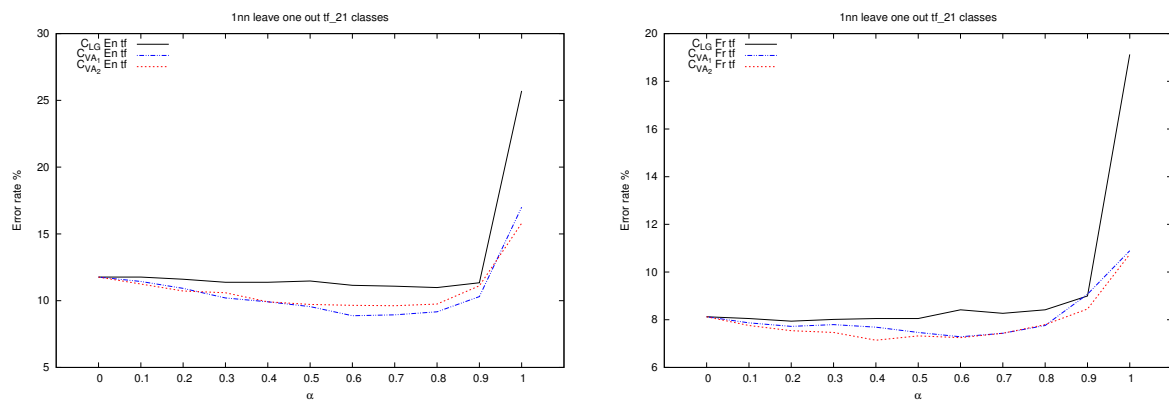 1nn leave one out tf_21 classes
C_LG En tf
C_VA1 En tf
C_VA2 En tf
Error rate %
30
25
20
15
10
5
0 0.1 0.2 0.3 0.4 0.5 0.6 0.7 0.8 0.9 1
α
1nn leave one out tf_21 classes
C_LG Fr tf
C_VA1 Fr tf
C_VA2 Fr tf
Error rate %
20
18
16
14
12
10
8
6
0 0.1 0.2 0.3 0.4 0.5 0.6 0.7 0.8 0.9 1
α